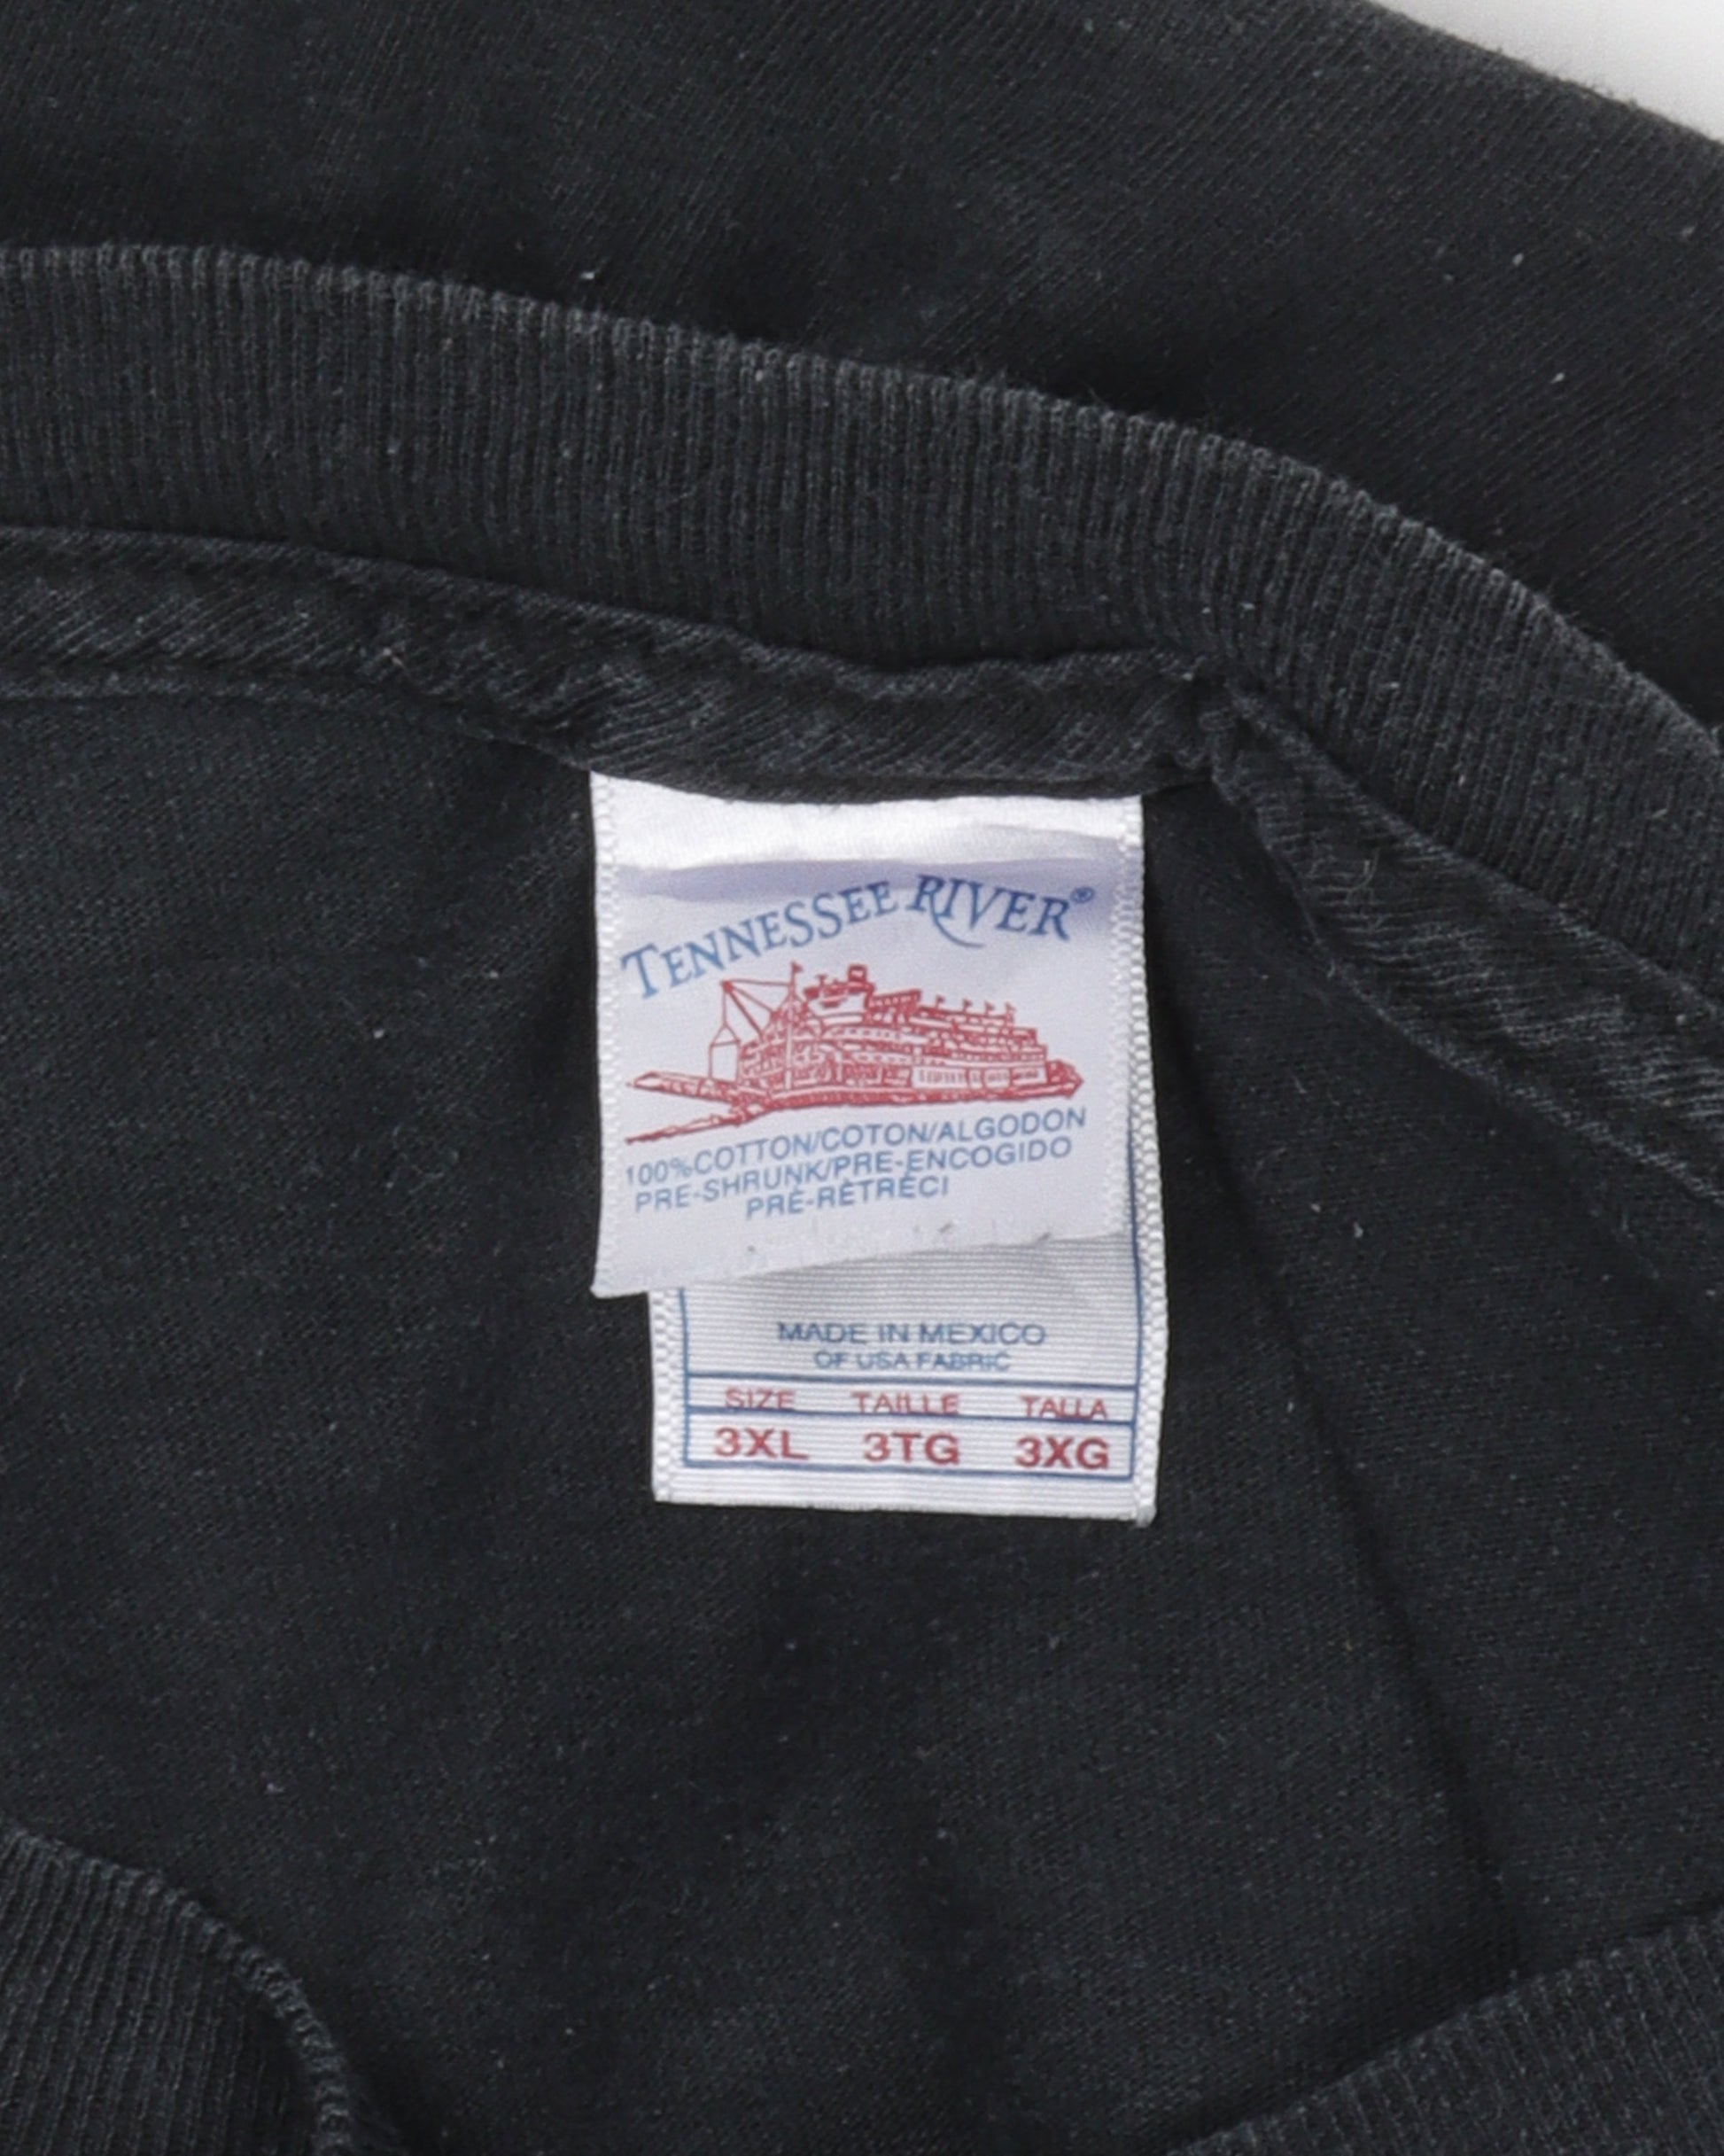 TENNESSEE RIVER®
100%COTTON/COTON/ALGODON
PRE-SHRUNK/PRE-ENCOGIDO
PRÉ-RÉTRÉCI
MADE IN MEXICO
OF USA FABRIC
SIZE TAILLE TALLA
3XL 3TG 3XG